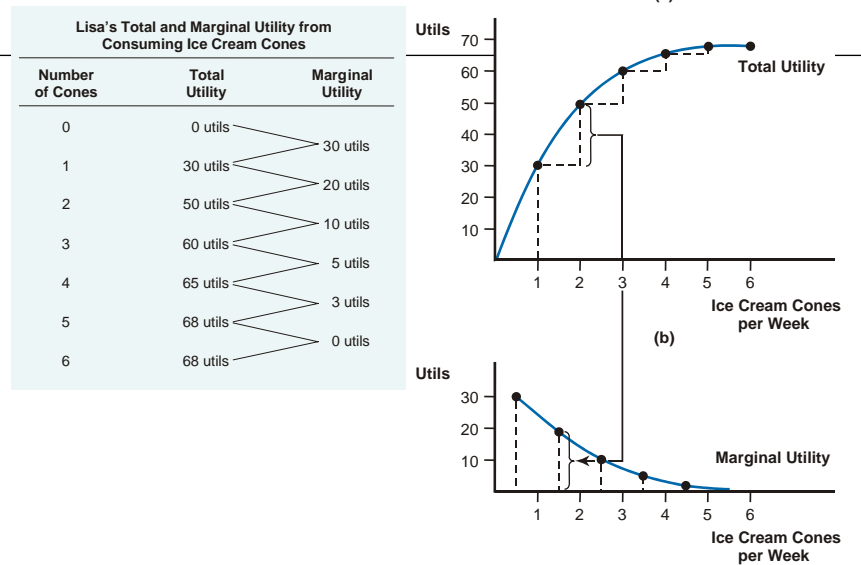 Lisa's Total and Marginal Utility from
Consuming Ice Cream Cones
Number
of Cones
Total
Utility
Marginal
Utility
0
0 utils
30 utils
1
30 utils
20 utils
2
50 utils
10 utils
3
60 utils
5 utils
4
65 utils
3 utils
5
68 utils
0 utils
6
68 utils
Utils
70
60
50
40
30
20
10
Total Utility
1 2 3 4 5 6
Ice Cream Cones
per Week
(b)
Utils
30
20
10
Marginal Utility
1 2 3 4 5 6
Ice Cream Cones
per Week